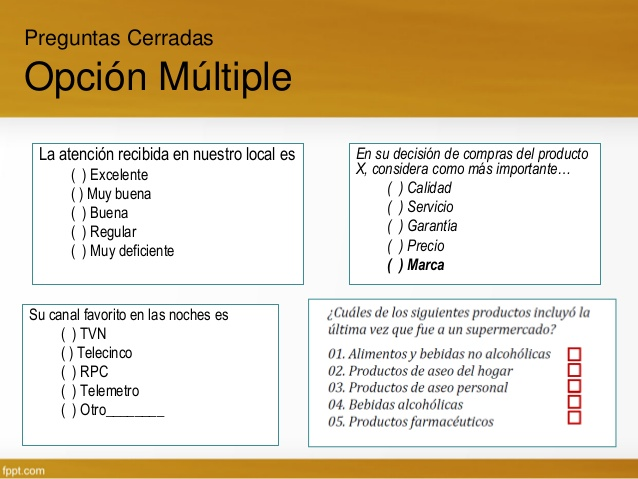 Preguntas Cerradas
Opción Múltiple
La atención recibida en nuestro local es
( ) Excelente
( ) Muy buena
( ) Buena
( ) Regular
( ) Muy deficiente
En su decisión de compras del producto
X, considera como más importante…
( ) Calidad
( ) Servicio
( ) Garantía
( ) Precio
( ) Marca
Su canal favorito en las noches es
( ) TVN
( ) Telecinco
( ) RPC
( ) Telemetro
( ) Otro________
¿Cuáles de los siguientes productos incluyó la
última vez que fue a un supermercado?
01. Alimentos y bebidas no alcohólicas
02. Productos de aseo del hogar
03. Productos de aseo personal
04. Bebidas alcohólicas
05. Productos farmacéuticos
fppt.com